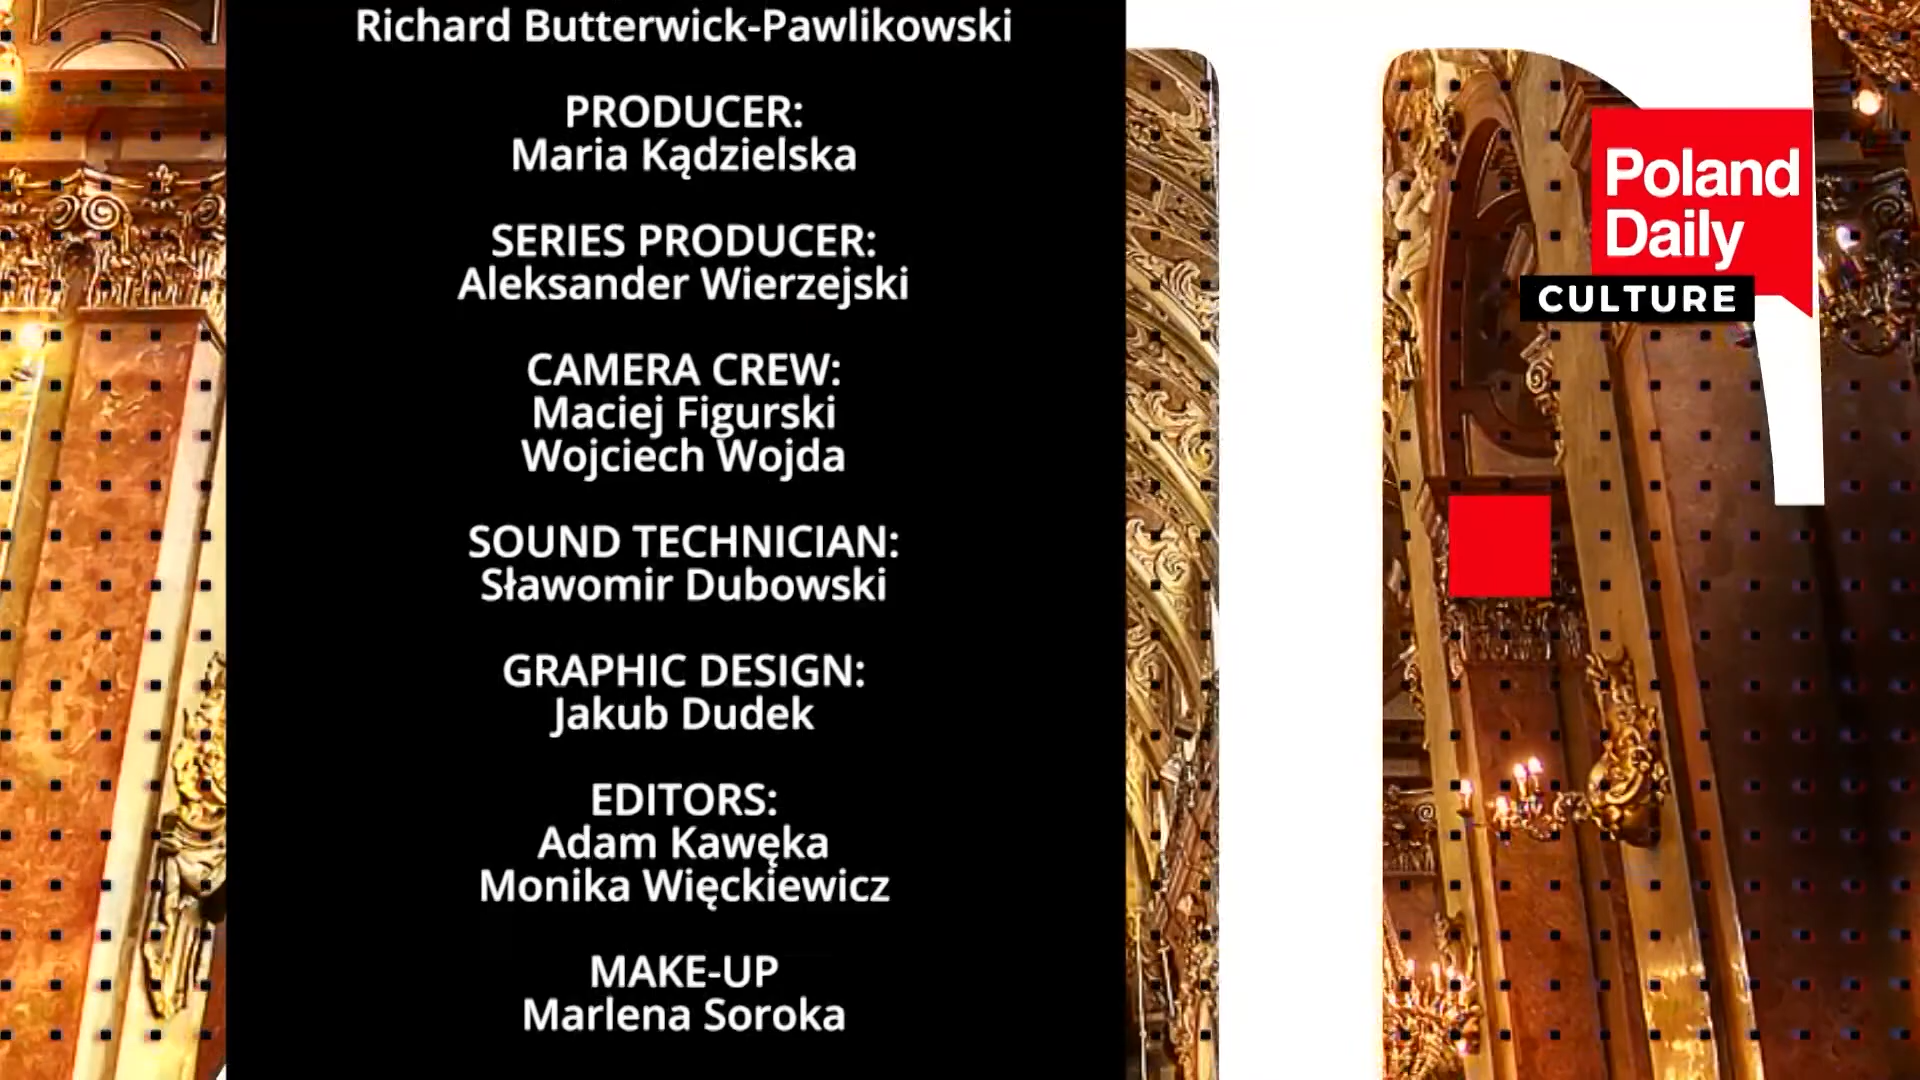 Richard Butterwick-Pawlikowski
PRODUCER:
Maria Kądzielska
SERIES PRODUCER:
Aleksander Wierzejski
CAMERA CREW:
Maciej Figurski
Wojciech Wojda
SOUND TECHNICIAN:
Sławomir Dubowski
GRAPHIC DESIGN:
Jakub Dudek
EDITORS:
Adam Kawęka
Monika Więckiewicz
MAKE-UP
Marlena Soroka
Poland
Daily
CULTURE